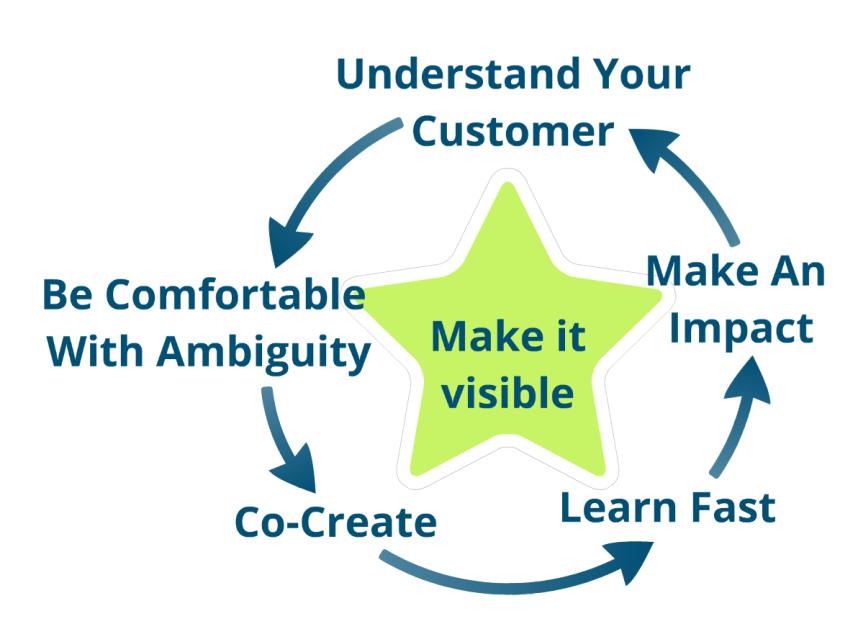 Understand Your
Customer
Be Comfortable
With Ambiguity
Co-Create
Learn Fast
Make An
Impact
Make it
visible